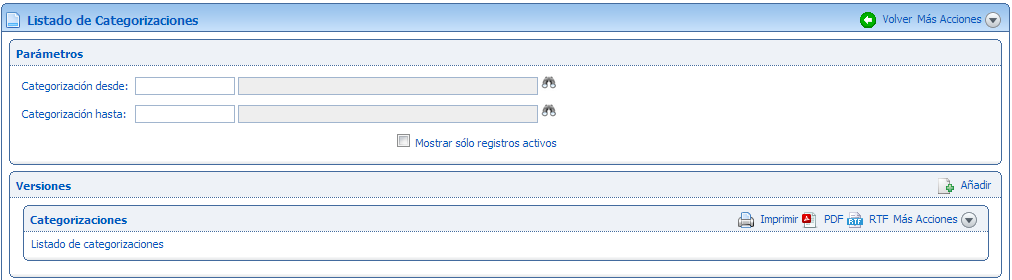 Listado de Categorizaciones Volver Más Acciones
Parámetros
Categorización desde:
Categorización hasta:
Mostrar sólo registros activos
Versiones Añadir
Categorizaciones Imprimir PDF RTF RTF Más Acciones
Listado de categorizaciones